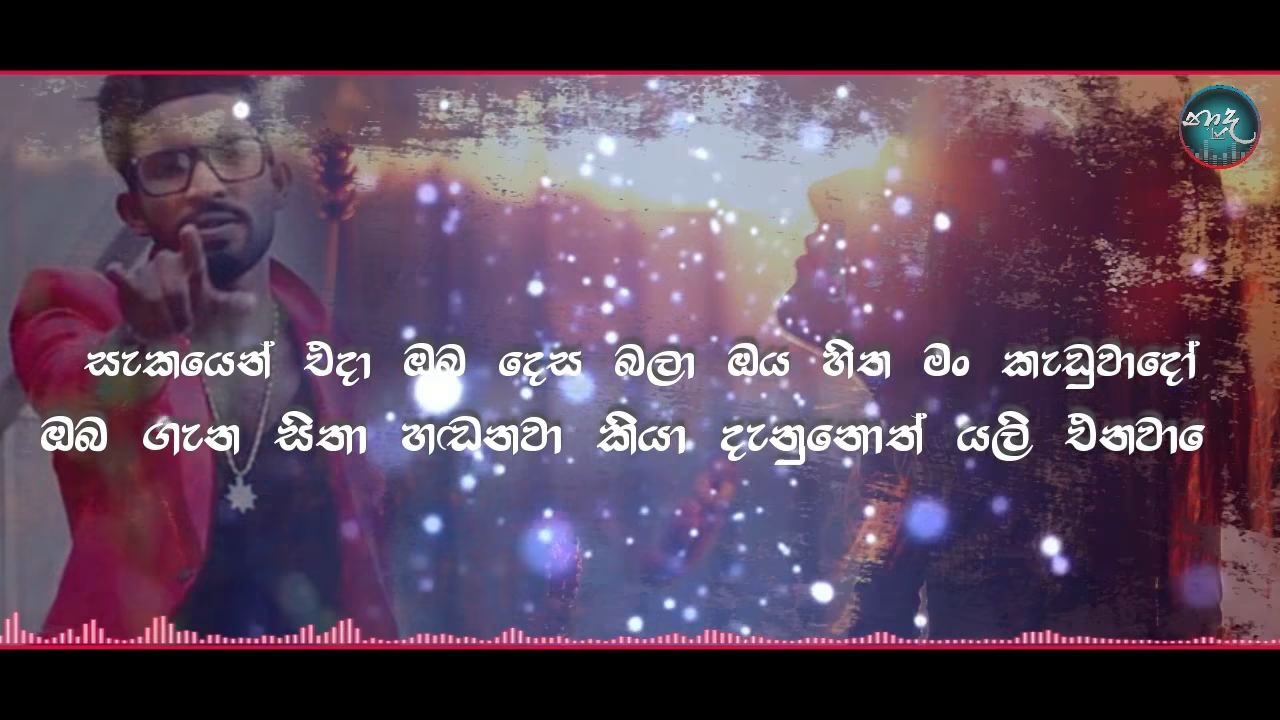 නාද
සැකයෙන් එදා ඔබ දෙස බලා ඔය හිත මං කැඩුවාදෝ
ඔබ ගැන සිතා හඬනවා කියා දැනුනොත් යලි එනවාෙ